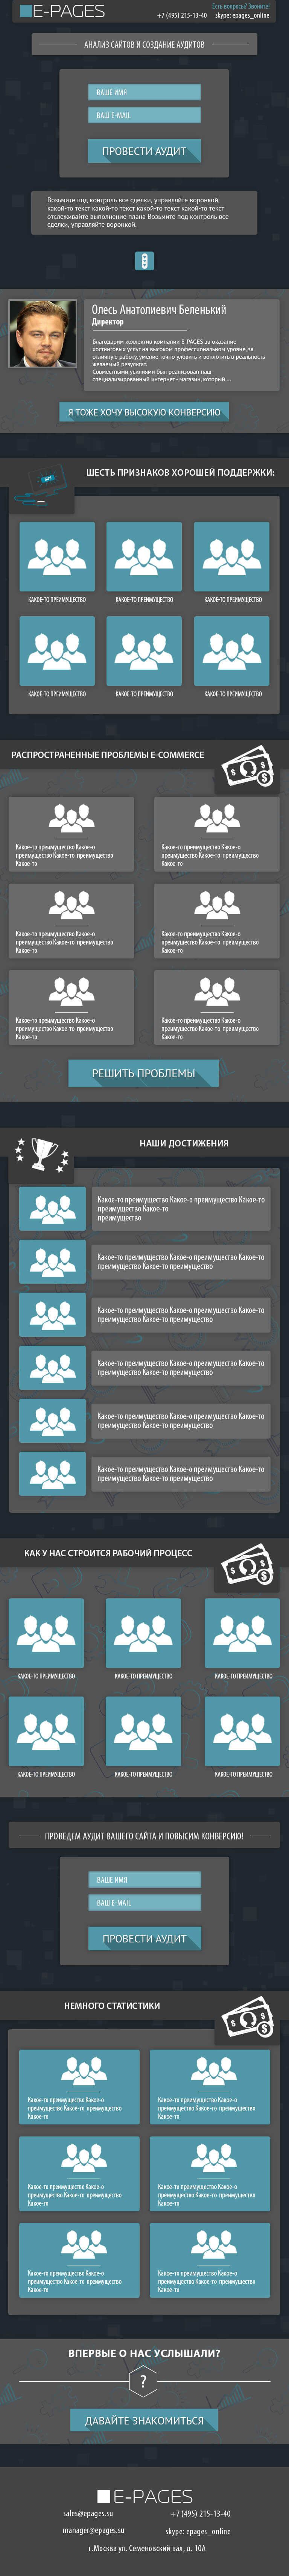 E-PAGES
Есть вопросы? Звоните!
+7 (495) 215-13-40 skype: epages_online
АНАЛИЗ САЙТОВ И СОЗДАНИЕ АУДИТОВ
ВАШЕ ИМЯ
ВАШ E-MAIL
ПРОВЕСТИ АУДИТ
Возьмите под контроль все сделки, управляйте воронкой,
какой-то текст какой-то текст какой-то текст какой-то текст
отслеживайте выполнение плана Возьмите под контроль все
сделки, управляйте воронкой.
Олесь Анатолиевич Беленький
Директор
Благодарим коллектив компании E-PAGES за оказание
хостинговых услуг на высоком профессиональном уровне, за
отличную работу, умение точно уловить и воплотить в реальность
желаемый результат.
Совместными усилиями был реализован наш
специализированный интернет - магазин, который ...
Я ТОЖЕ ХОЧУ ВЫСОКУЮ КОНВЕРСИЮ
ШЕСТЬ ПРИЗНАКОВ ХОРОШЕЙ ПОДДЕРЖКИ:
BUY
КАКОЕ-ТО ПРЕИМУЩЕСТВО КАКОЕ-ТО ПРЕИМУЩЕСТВО КАКОЕ-ТО ПРЕИМУЩЕСТВО
КАКОЕ-ТО ПРЕИМУЩЕСТВО КАКОЕ-ТО ПРЕИМУЩЕСТВО КАКОЕ-ТО ПРЕИМУЩЕСТВО
РАСПРОСТРАНЕННЫЕ ПРОБЛЕМЫ E-COMMERCE
Какое-то преимущество Какое-о
преимущество Какое-то преимущество
Какое-то
Какое-то преимущество Какое-о
преимущество Какое-то преимущество
Какое-то
Какое-то преимущество Какое-о
преимущество Какое-то преимущество
Какое-то
Какое-то преимущество Какое-о
преимущество Какое-то преимущество
Какое-то
Какое-то преимущество Какое-о
преимущество Какое-то преимущество
Какое-то
Какое-то преимущество Какое-о
преимущество Какое-то преимущество
Какое-то
РЕШИТЬ ПРОБЛЕМЫ
НАШИ ДОСТИЖЕНИЯ
Какое-то преимущество Какое-о преимущество Какое-то
преимущество Какое-то
преимущество
Какое-то преимущество Какое-о преимущество Какое-то
преимущество Какое-то преимущество
Какое-то преимущество Какое-о преимущество Какое-то
преимущество Какое-то преимущество
Какое-то преимущество Какое-о преимущество Какое-то
преимущество Какое-то преимущество
Какое-то преимущество Какое-о преимущество Какое-то
преимущество Какое-то преимущество
Какое-то преимущество Какое-о преимущество Какое-то
преимущество Какое-то преимущество
КАК У НАС СТРОИТСЯ РАБОЧИЙ ПРОЦЕСС
КАКОЕ-ТО ПРЕИМУЩЕСТВО КАКОЕ-ТО ПРЕИМУЩЕСТВО КАКОЕ-ТО ПРЕИМУЩЕСТВО
КАКОЕ-ТО ПРЕИМУЩЕСТВО КАКОЕ-ТО ПРЕИМУЩЕСТВО КАКОЕ-ТО ПРЕИМУЩЕСТВО
ПРОВЕДЕМ АУДИТ ВАШЕГО САЙТА И ПОВЫСИМ КОНВЕРСИЮ!
ВАШЕ ИМЯ
ВАШ E-MAIL
ПРОВЕСТИ АУДИТ
НЕМНОГО СТАТИСТИКИ
Какое-то преимущество Какое-о
преимущество Какое-то преимущество
Какое-то
Какое-то преимущество Какое-о
преимущество Какое-то преимущество
Какое-то
Какое-то преимущество Какое-о
преимущество Какое-то преимущество
Какое-то
Какое-то преимущество Какое-о
преимущество Какое-то преимущество
Какое-то
Какое-то преимущество Какое-о
преимущество Какое-то преимущество
Какое-то
Какое-то преимущество Какое-о
преимущество Какое-то преимущество
Какое-то
ВПЕРВЫЕ О НАС УСЛЫШАЛИ?
?
ДАВАЙТЕ ЗНАКОМИТЬСЯ
E-PAGES
sales@epages.su +7 (495) 215-13-40
manager@epages.su skype: epages_online
г.Москва ул. Семеновский вал, д. 10А